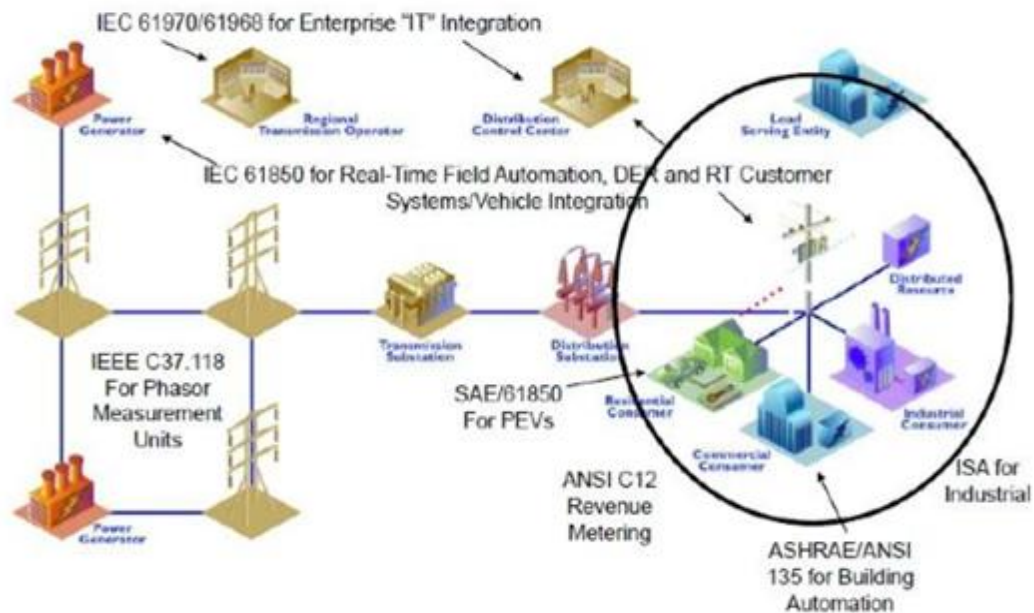 IEC 61970/61968 for Enterprise "IT" Integration
Power
Generator
Regional
Transmission Operator
Distribution
Control Center
Load
Serving Entity
IEC 61850 for Real-Time Field Automation, DER and RT Customer
Systems/Vehicle Integration
Distributed
Resource
IEEE C37.118
For Phasor
Measurement
Units
Transmission
Substation
Distribution
Substation
SAE/61850
For PEVs
Residential
Consumer
Industrial
Consumer
Commercial
Consumer
ANSI C12
Revenue
Metering
ISA for
Industrial
Power
Generator
ASHRAE/ANSI
135 for Building
Automation